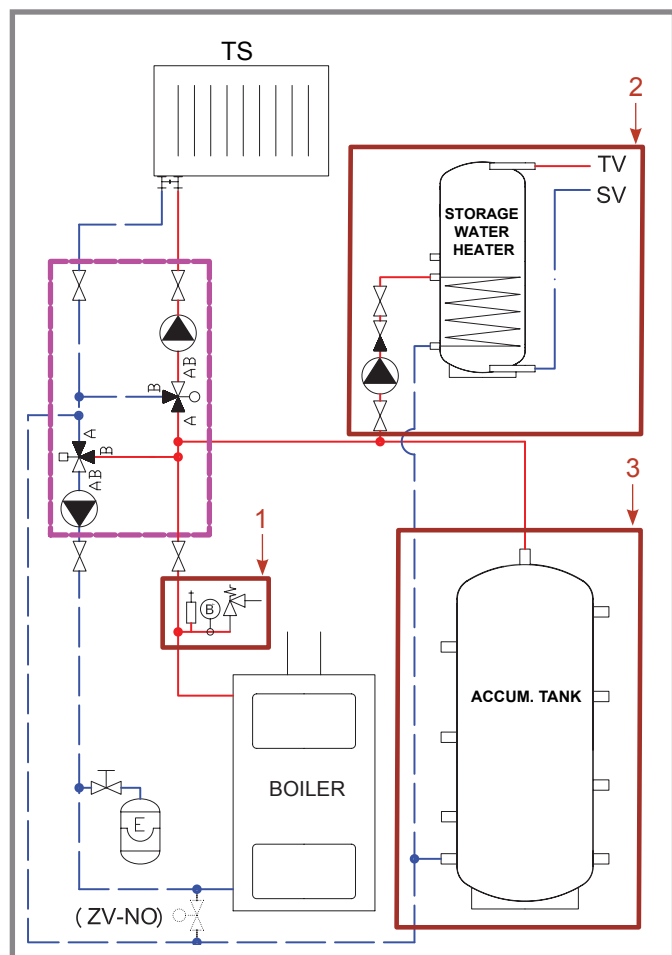 TS
2
TV
SV
STORAGE
WATER
HEATER
AB
B
A
A
B
AB
3
1
B
ACCUM. TANK
BOILER
E
(ZV-NO)